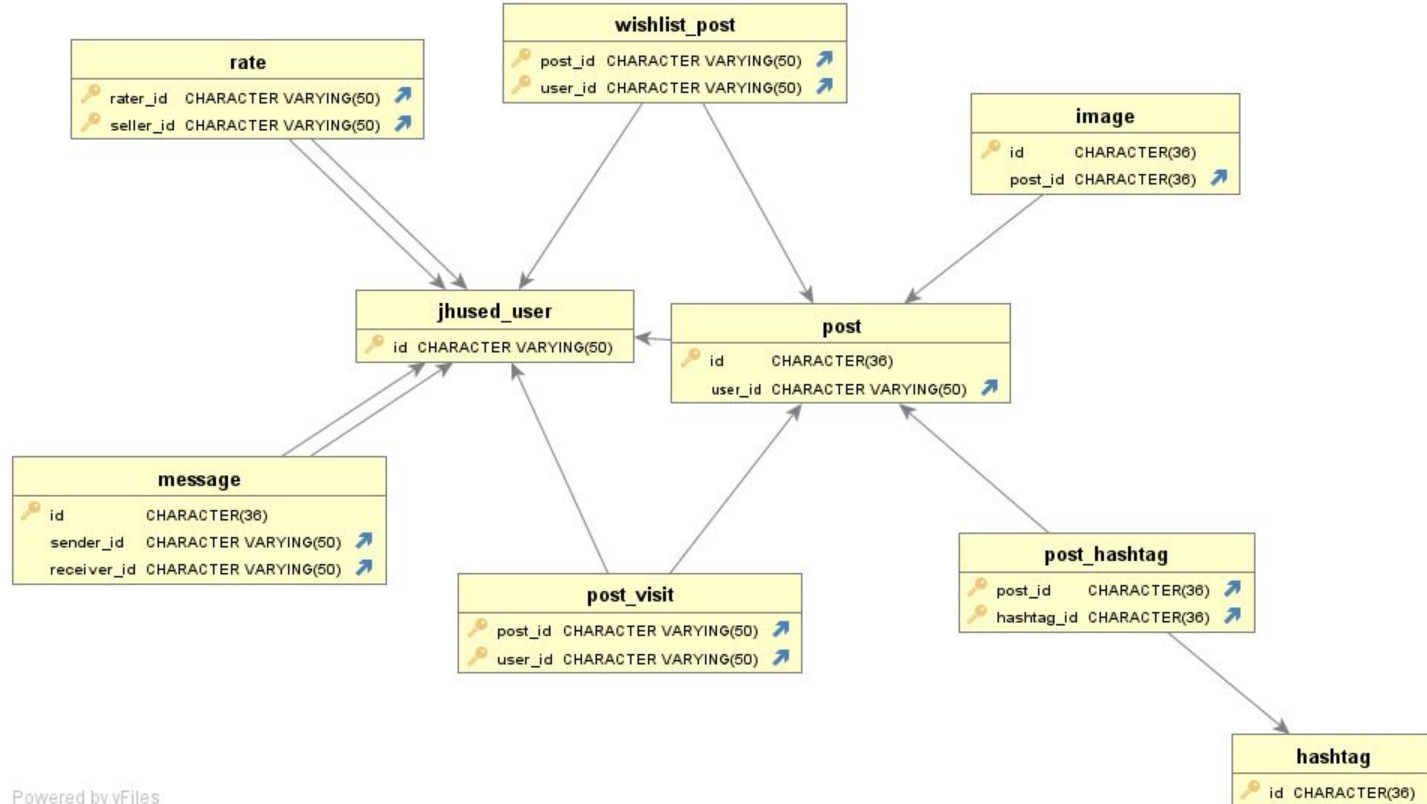 wishlist_post
post_id CHARACTER VARYING(50)
user_id CHARACTER VARYING(50)
rate
rater_id CHARACTER VARYING(50)
seller_id CHARACTER VARYING(50)
image
id CHARACTER(36)
post_id CHARACTER(36)
jhused_user
id CHARACTER VARYING(50)
post
id CHARACTER(36)
user_id CHARACTER VARYING(50)
message
id CHARACTER(36)
sender_id CHARACTER VARYING(50)
receiver_id CHARACTER VARYING(50)
post_visit
post_id CHARACTER VARYING(50)
user_id CHARACTER VARYING(50)
post_hashtag
post_id CHARACTER(36)
hashtag_id CHARACTER(36)
hashtag
id CHARACTER(36)
Powered by yFiles